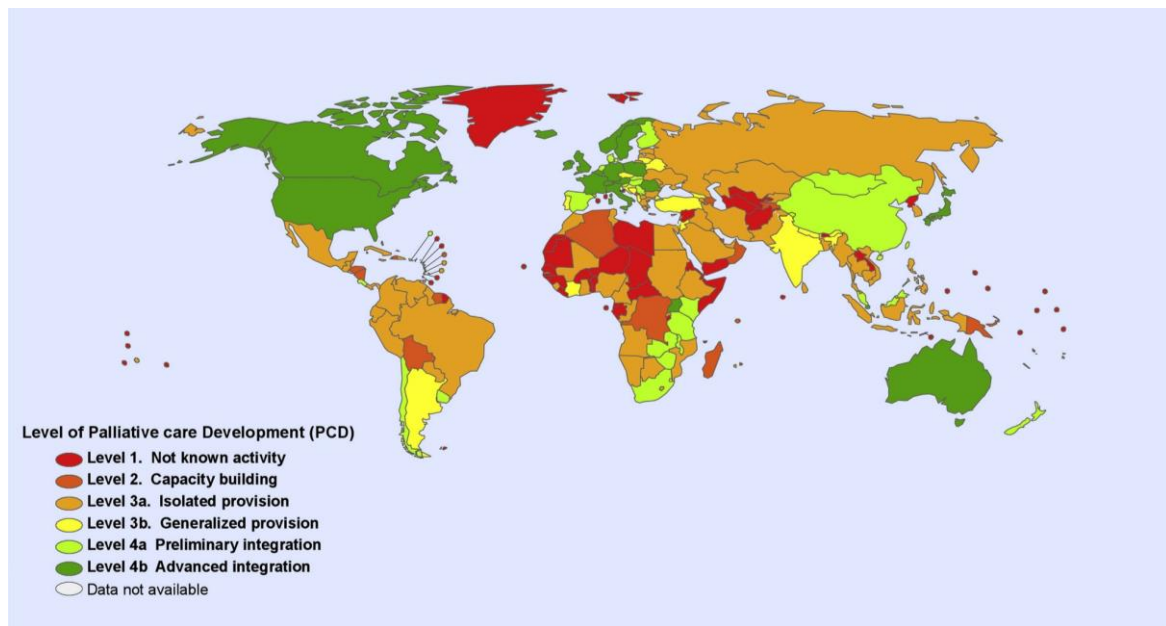 Level of Palliative care Development (PCD)
Level 1. Not known activity
Level 2. Capacity building
Level 3a. Isolated provision
Level 3b. Generalized provision
Level 4a Preliminary integration
Level 4b Advanced integration
Data not available